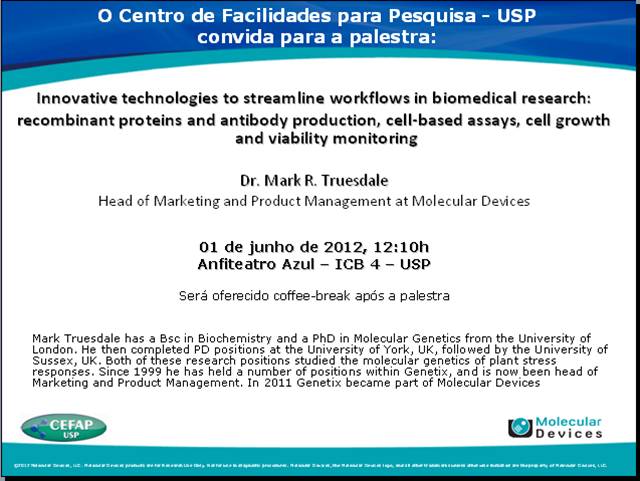 O Centro de Facilidades para Pesquisa - USP
convida para a palestra:
Innovative technologies to streamline workflows in biomedical research:
recombinant proteins and antibody production, cell-based assays, cell growth
and viability monitoring
Dr. Mark R. Truesdale
Head of Marketing and Product Management at Molecular Devices
01 de junho de 2012, 12:10h
Anfiteatro Azul – ICB 4 – USP
Será oferecido coffee-break após a palestra
Mark Truesdale has a Bsc in Biochemistry and a PhD in Molecular Genetics from the University of
London. He then completed PD positions at the University of York, UK, followed by the University of
Sussex, UK. Both of these research positions studied the molecular genetics of plant stress
responses. Since 1999 he has held a number of positions within Genetix, and is now been head of
Marketing and Product Management. In 2011 Genetix became part of Molecular Devices
CEFAP
USP
Molecular
Devices